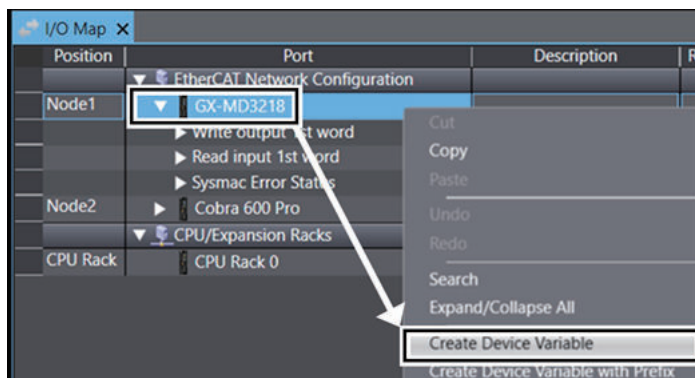 I/O Map
Position Port Description R
EtherCAT Network Configuration
Node1 GX-MD3218
Write output 1st word
Read input 1st word
Sysmac Error Status
Node2 Cobra 600 Pro
CPU/Expansion Racks
CPU Rack CPU Rack 0
Cut
Copy
Paste
Undo
Redo
Search
Expand/Collapse All
Create Device Variable
Create Device Variable with Prefix